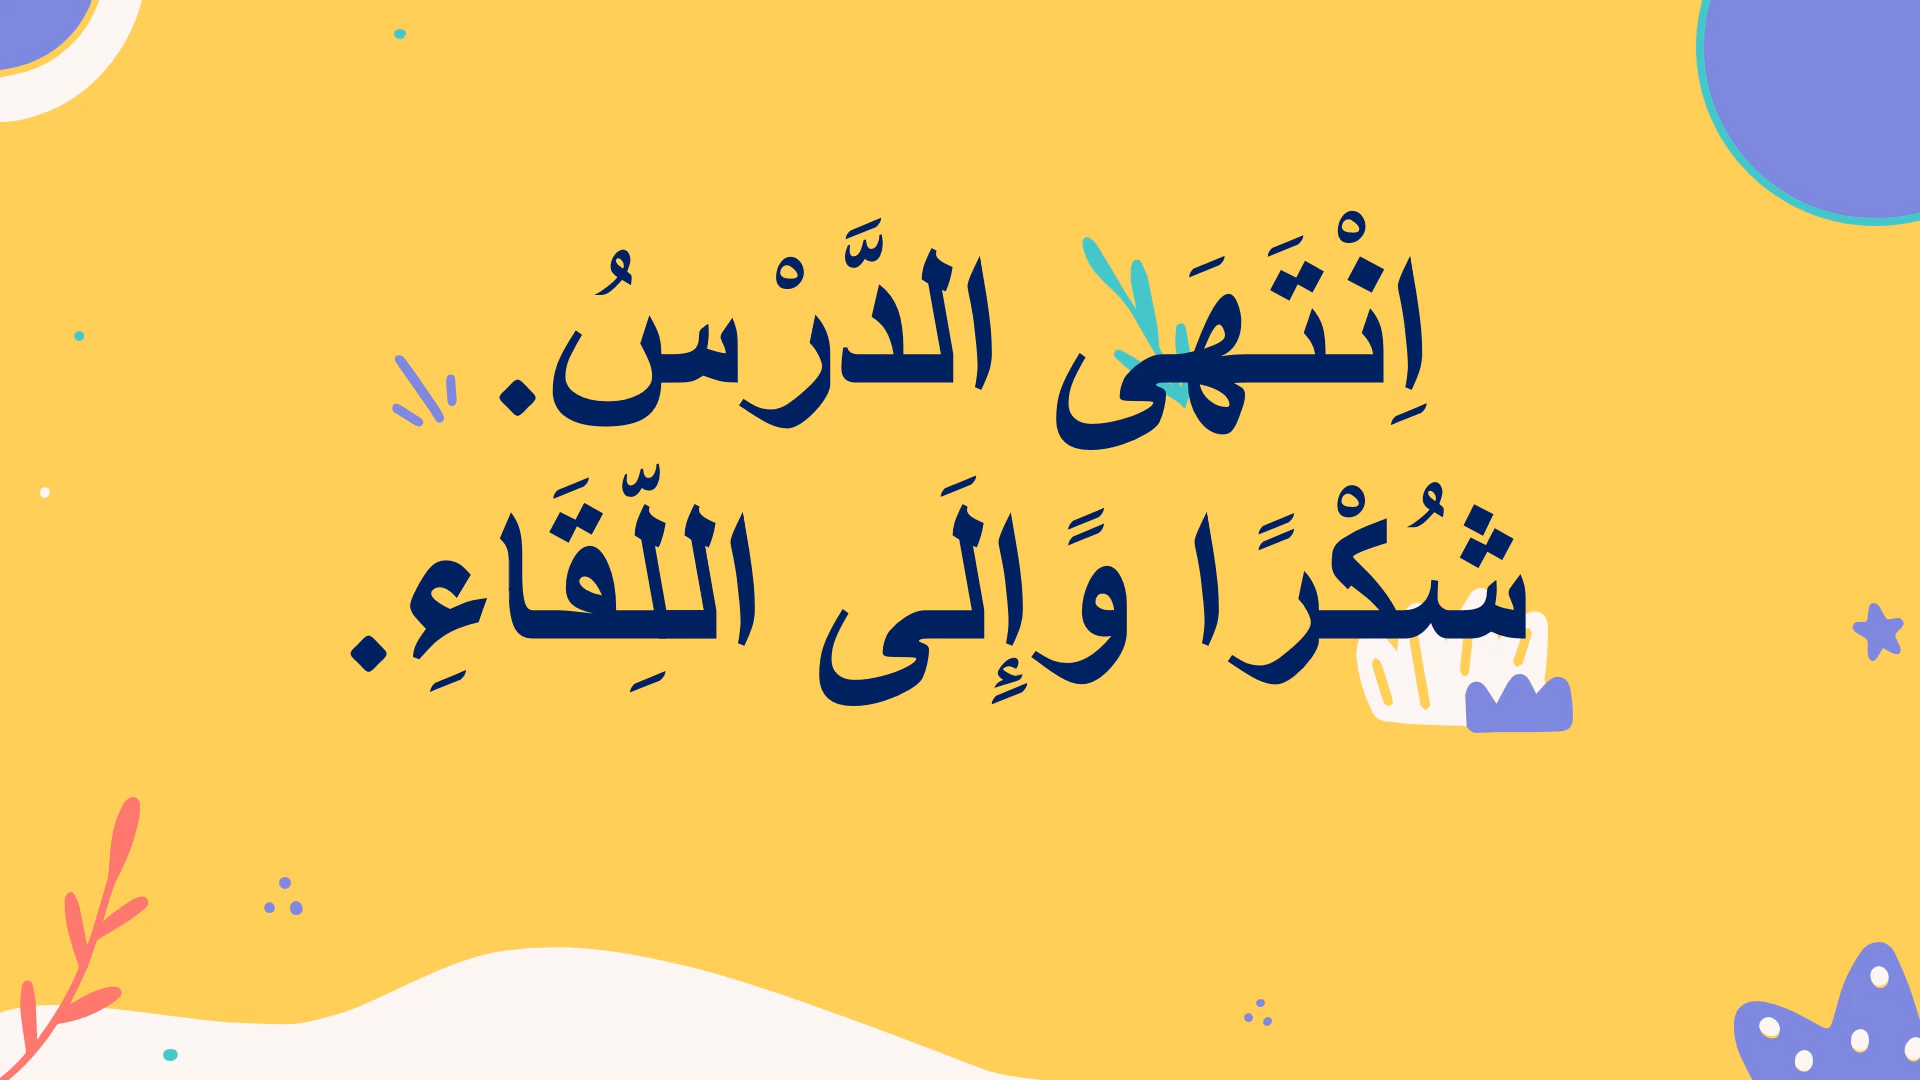 اِنْتَهَى الدَّرْسُ.
شُكْرًا وًإِلَى اللِّقَاءِ.